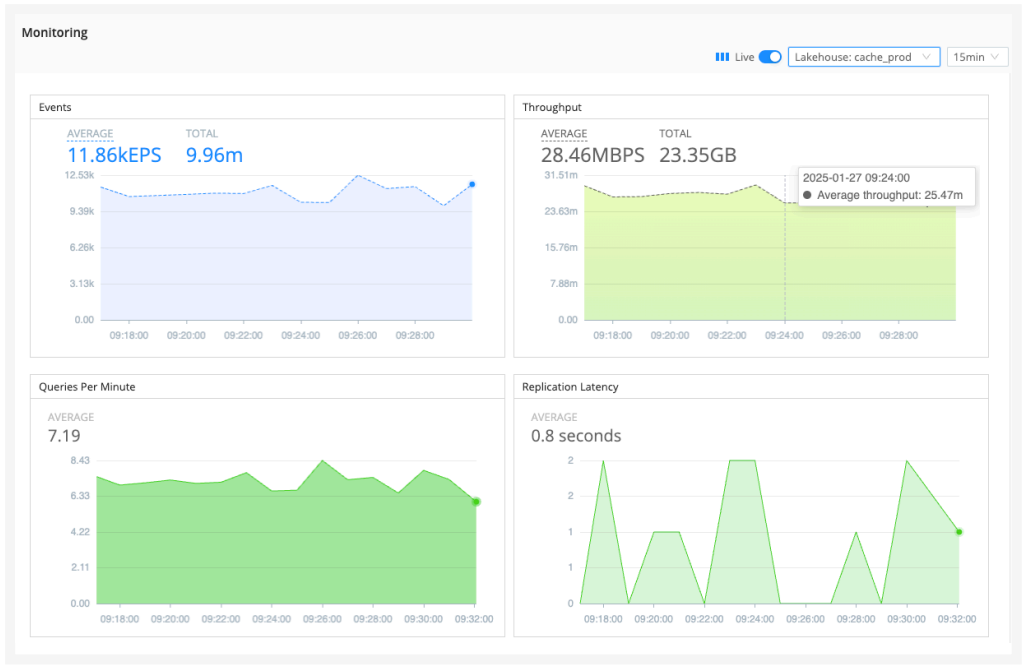 Monitoring
Live
Lakehouse: cache_prod
15min
Events
AVERAGE TOTAL
11.86kEPS 9.96m
12.53k
9.39k
6.26k
3.13k
0.00
09:18:00 09:20:00 09:22:00 09:24:00 09:26:00 09:28:00
Throughput
AVERAGE TOTAL
28.46MBPS 23.35GB
31.51m
23.63m
15.76m
7.88m
0.00
09:18:00 09:20:00 09:22:00 09:24:00 09:26:00 09:28:00
2025-01-27 09:24:00
Average throughput: 25.47m
Queries Per Minute
AVERAGE
7.19
8.43
6.33
4.22
2.11
0.00
09:18:00 09:20:00 09:22:00 09:24:00 09:26:00 09:28:00 09:30:00 09:32:00
Replication Latency
AVERAGE
0.8 seconds
2
2
1
1
0
09:18:00 09:20:00 09:22:00 09:24:00 09:26:00 09:28:00 09:30:00 09:32:00